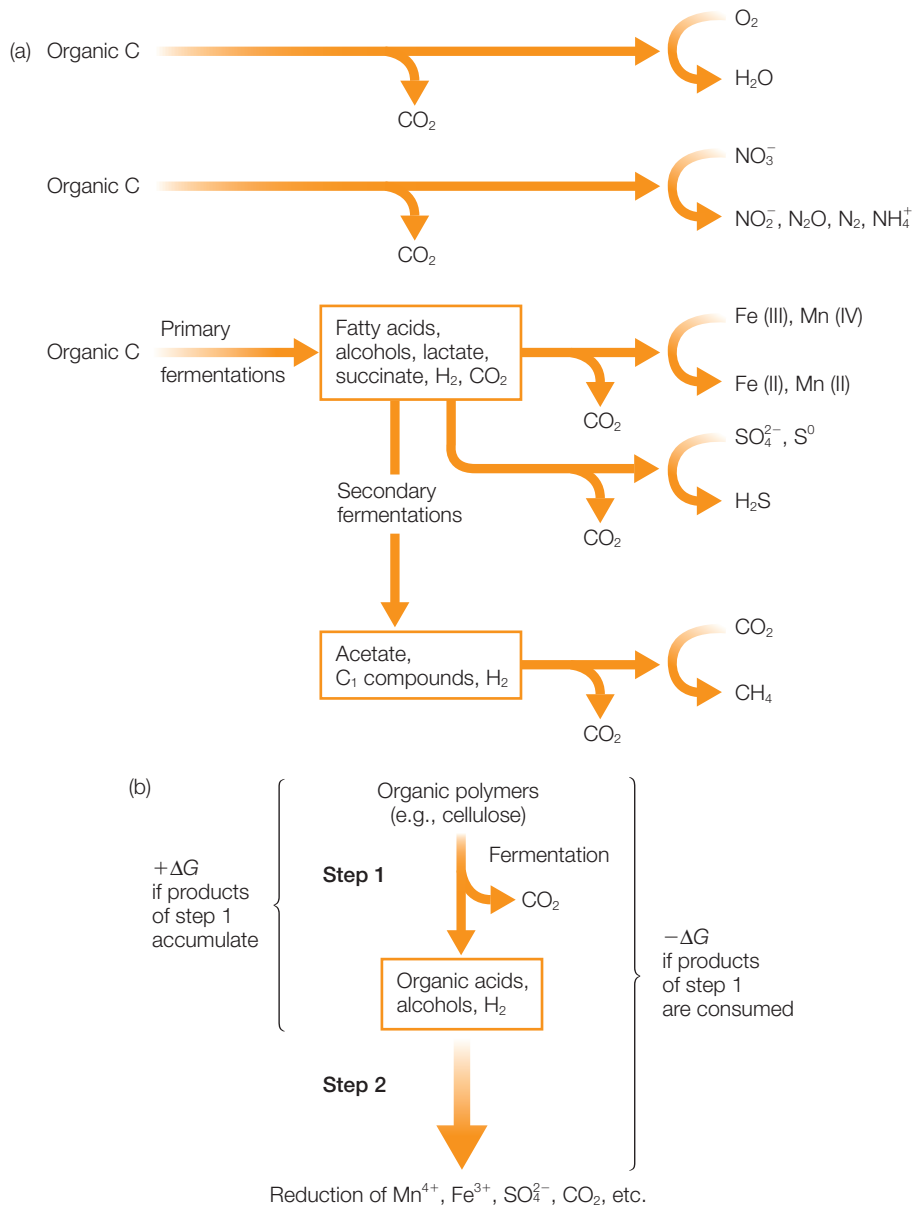 (a) Organic C
CO₂
O₂
H₂O
Organic C
CO₂
NO₃⁻
NO₂⁻, N₂O, N₂, NH₄⁺
Organic C
Primary
fermentations
Fatty acids,
alcohols, lactate,
succinate, H₂, CO₂
CO₂
Fe (III), Mn (IV)
Fe (II), Mn (II)
SO₄²⁻, S⁰
H₂S
CO₂
Secondary
fermentations
Acetate,
C₁ compounds, H₂
CO₂
CO₂
CH₄
(b)
Organic polymers
(e.g., cellulose)
Fermentation
Step 1
CO₂
+ΔG
if products
of step 1
accumulate
Organic acids,
alcohols, H₂
−ΔG
if products
of step 1
are consumed
Step 2
Reduction of Mn⁴⁺, Fe³⁺, SO₄²⁻, CO₂, etc.